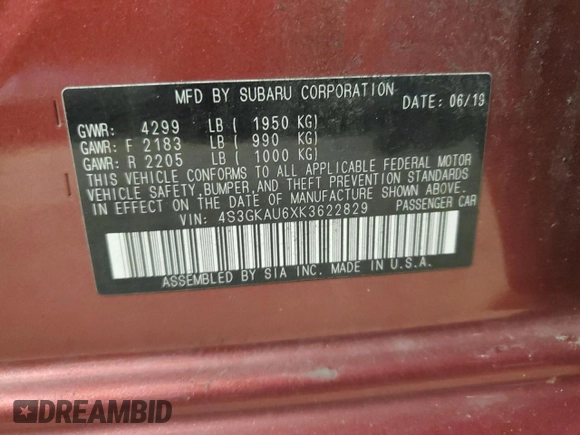 MFD BY SUBARU CORPORATION
DATE: 06/19
GVWR: 4299 LB ( 1950 KG)
GAWR: F 2183 LB ( 990 KG)
GAWR: R 2205 LB ( 1000 KG)
THIS VEHICLE CONFORMS TO ALL APPLICABLE FEDERAL MOTOR
VEHICLE SAFETY,BUMPER,AND THEFT PREVENTION STANDARDS
IN EFFECT ON THE DATE OF MANUFACTURE SHOWN ABOVE.
VIN: 4S3GKAU6XK3622829 PASSENGER CAR
ASSEMBLED BY SIA INC. MADE IN U.S.A.
DREAMBID